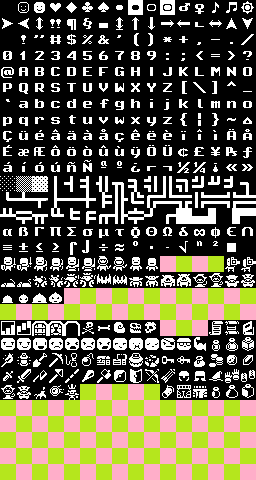 ! " # $ % & ' ( ) * + , - . /
0 1 2 3 4 5 6 7 8 9 : ; < = > ?
@ A B C D E F G H I J K L M N O
P Q R S T U V W X Y Z [ \ ] ^ _
` a b c d e f g h i j k l m n o
p q r s t u v w x y z { ¦ } ~ ⌂
Ç ü é â ä à å ç ê ë è ï î ì Ä Å
É æ Æ ô ö ò û ù ÿ Ö Ü ¢ £ ¥ ₧ ƒ
á í ó ú ñ Ñ ª º ¿ ⌐ ¬ ½ ¼ ¡ « »
α ß Γ π Σ σ µ τ Φ Θ Ω δ ∞ φ ε ∩
≡ ± ≥ ≤ ⌠ ⌡ ÷ ≈ ° ∙ · √ ⁿ ² ■